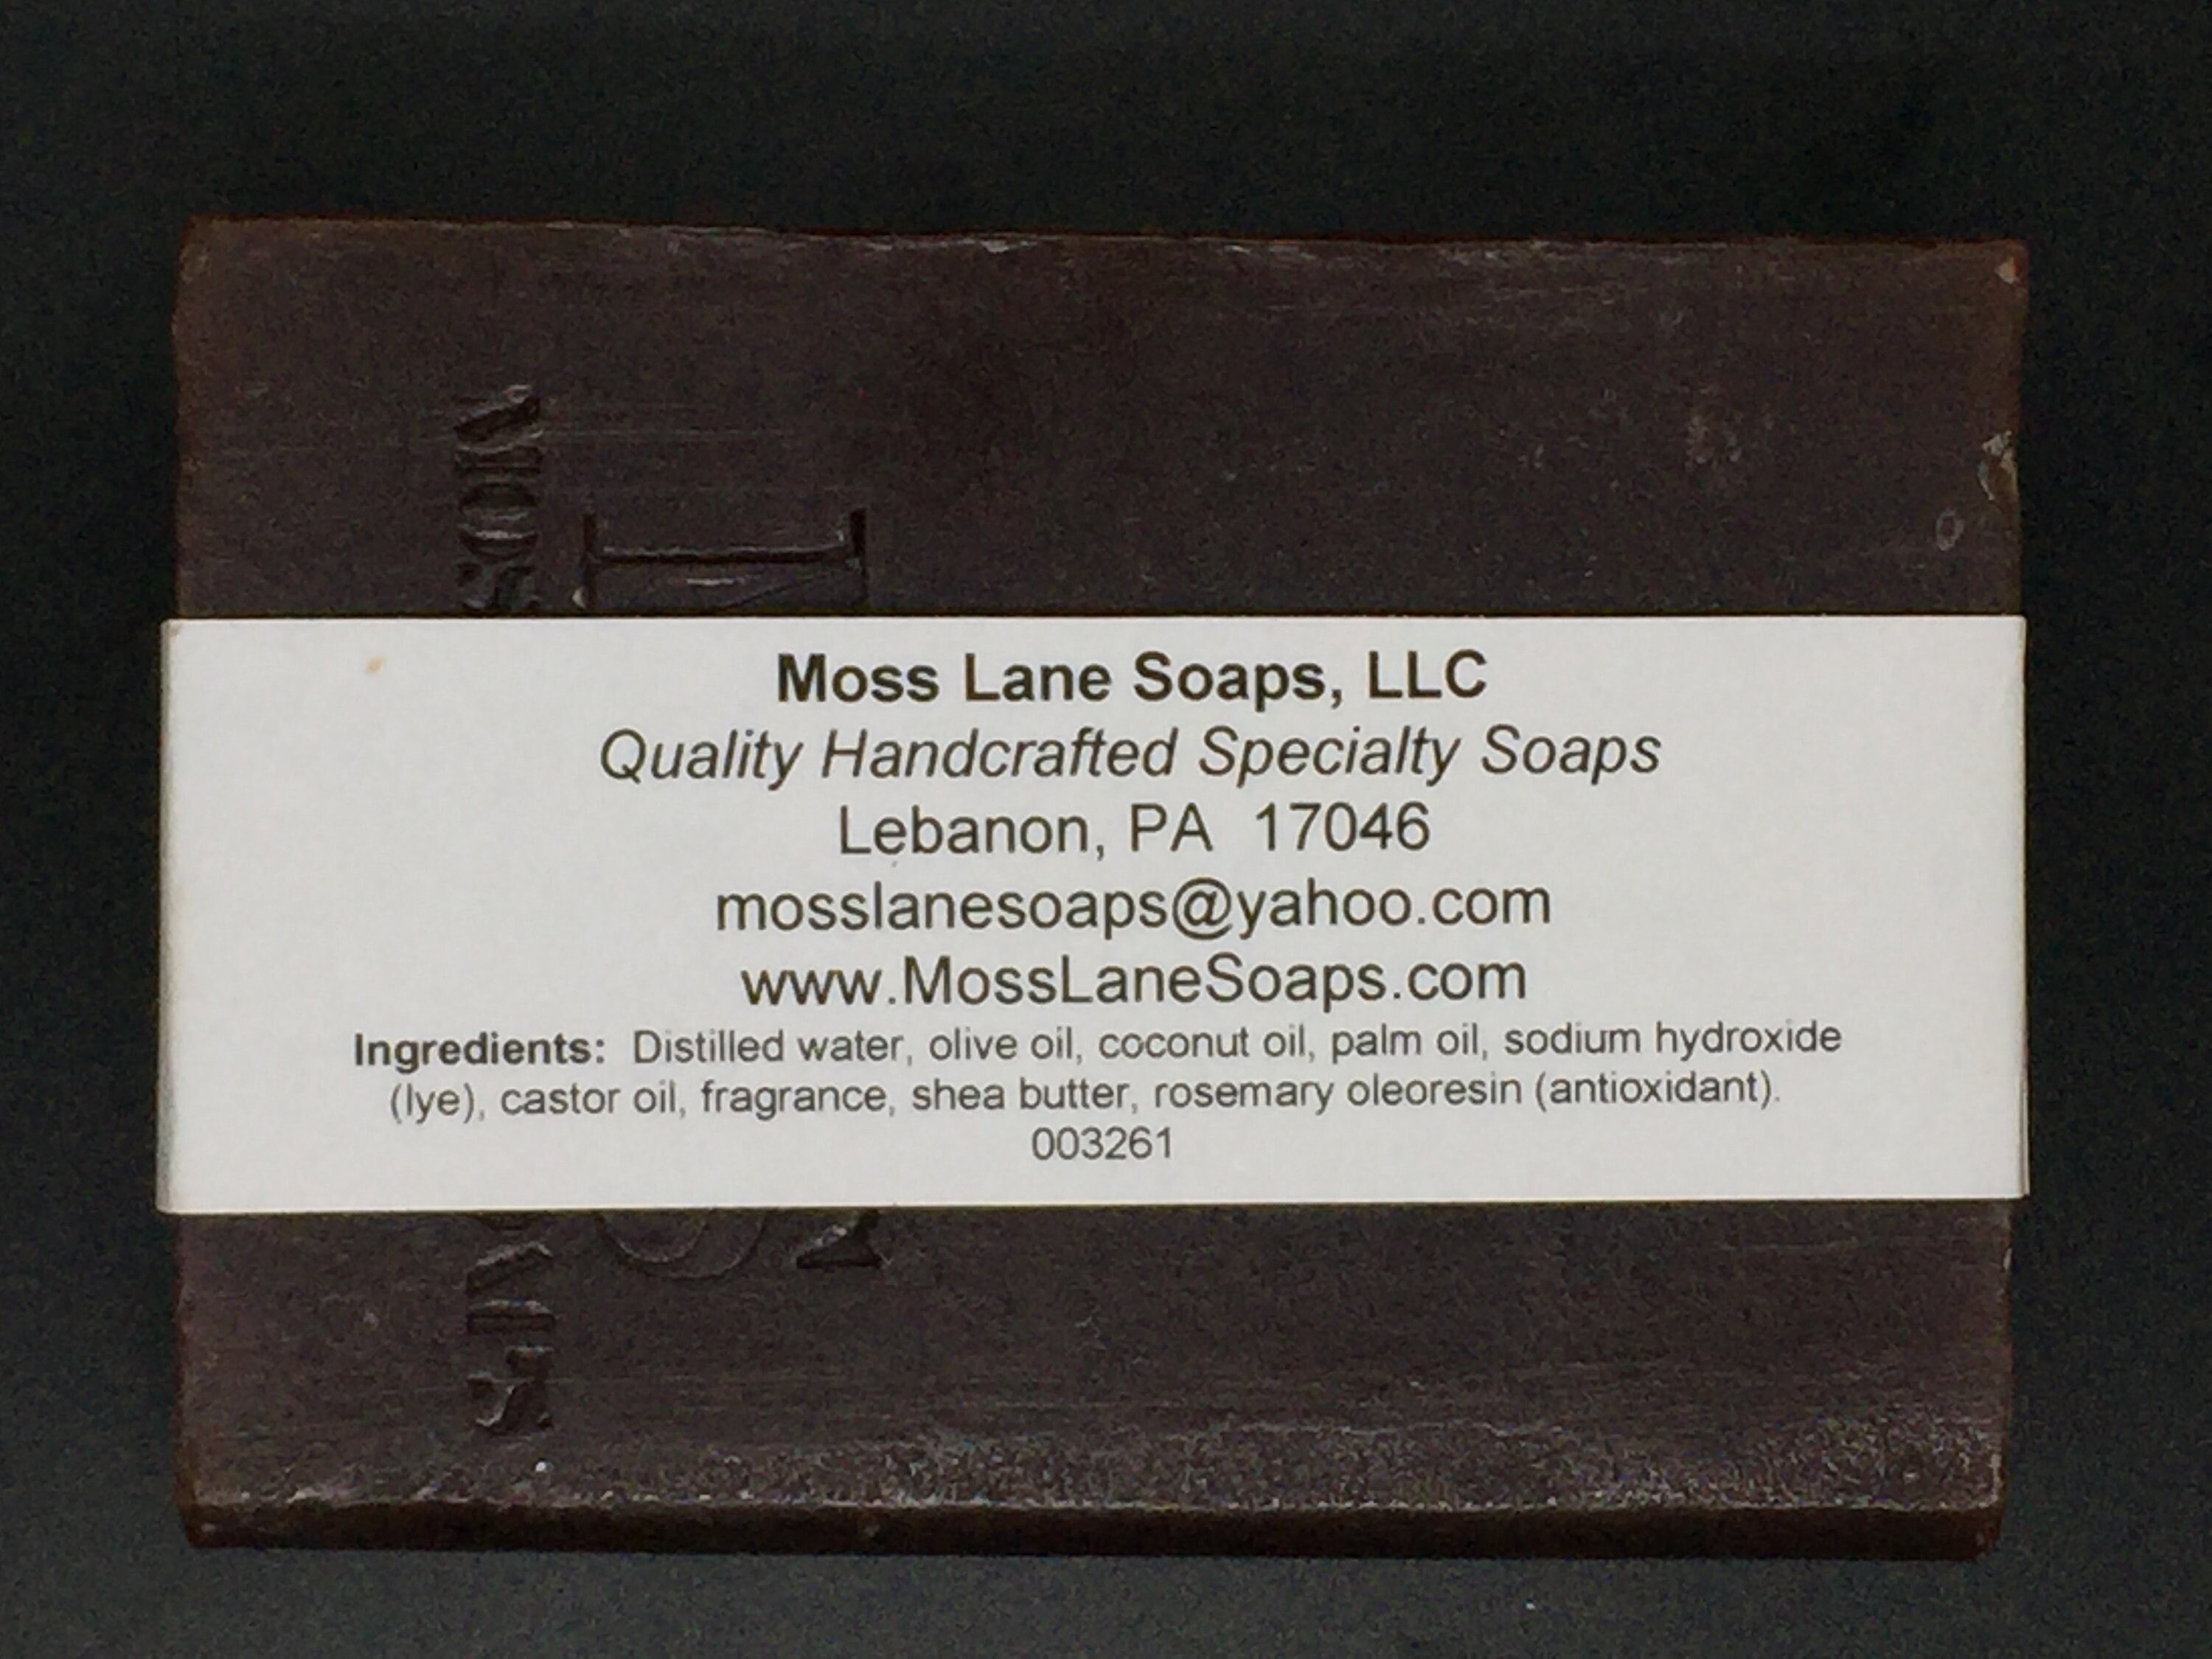 Moss Lane Soaps, LLC
Quality Handcrafted Specialty Soaps
Lebanon, PA 17046
mosslanesoaps@yahoo.com
www.MossLaneSoaps.com
Ingredients: Distilled water, olive oil, coconut oil, palm oil, sodium hydroxide
(lye), castor oil, fragrance, shea butter, rosemary oleoresin (antioxidant).
003261